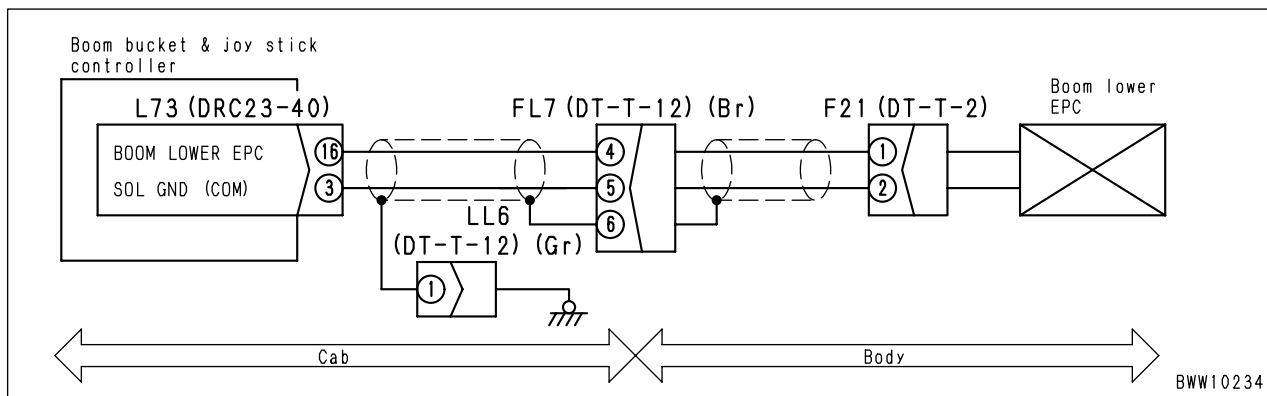 Boom bucket & joy stick
controller
L73 (DRC23-40)
FL7 (DT-T-12) (Br)
F21 (DT-T-2)
Boom lower
EPC
BOOM LOWER EPC
16
4
1
SOL GND (COM)
3
5
2
LL6
6
(DT-T-12) (Gr)
1
Cab
Body
BWW10234